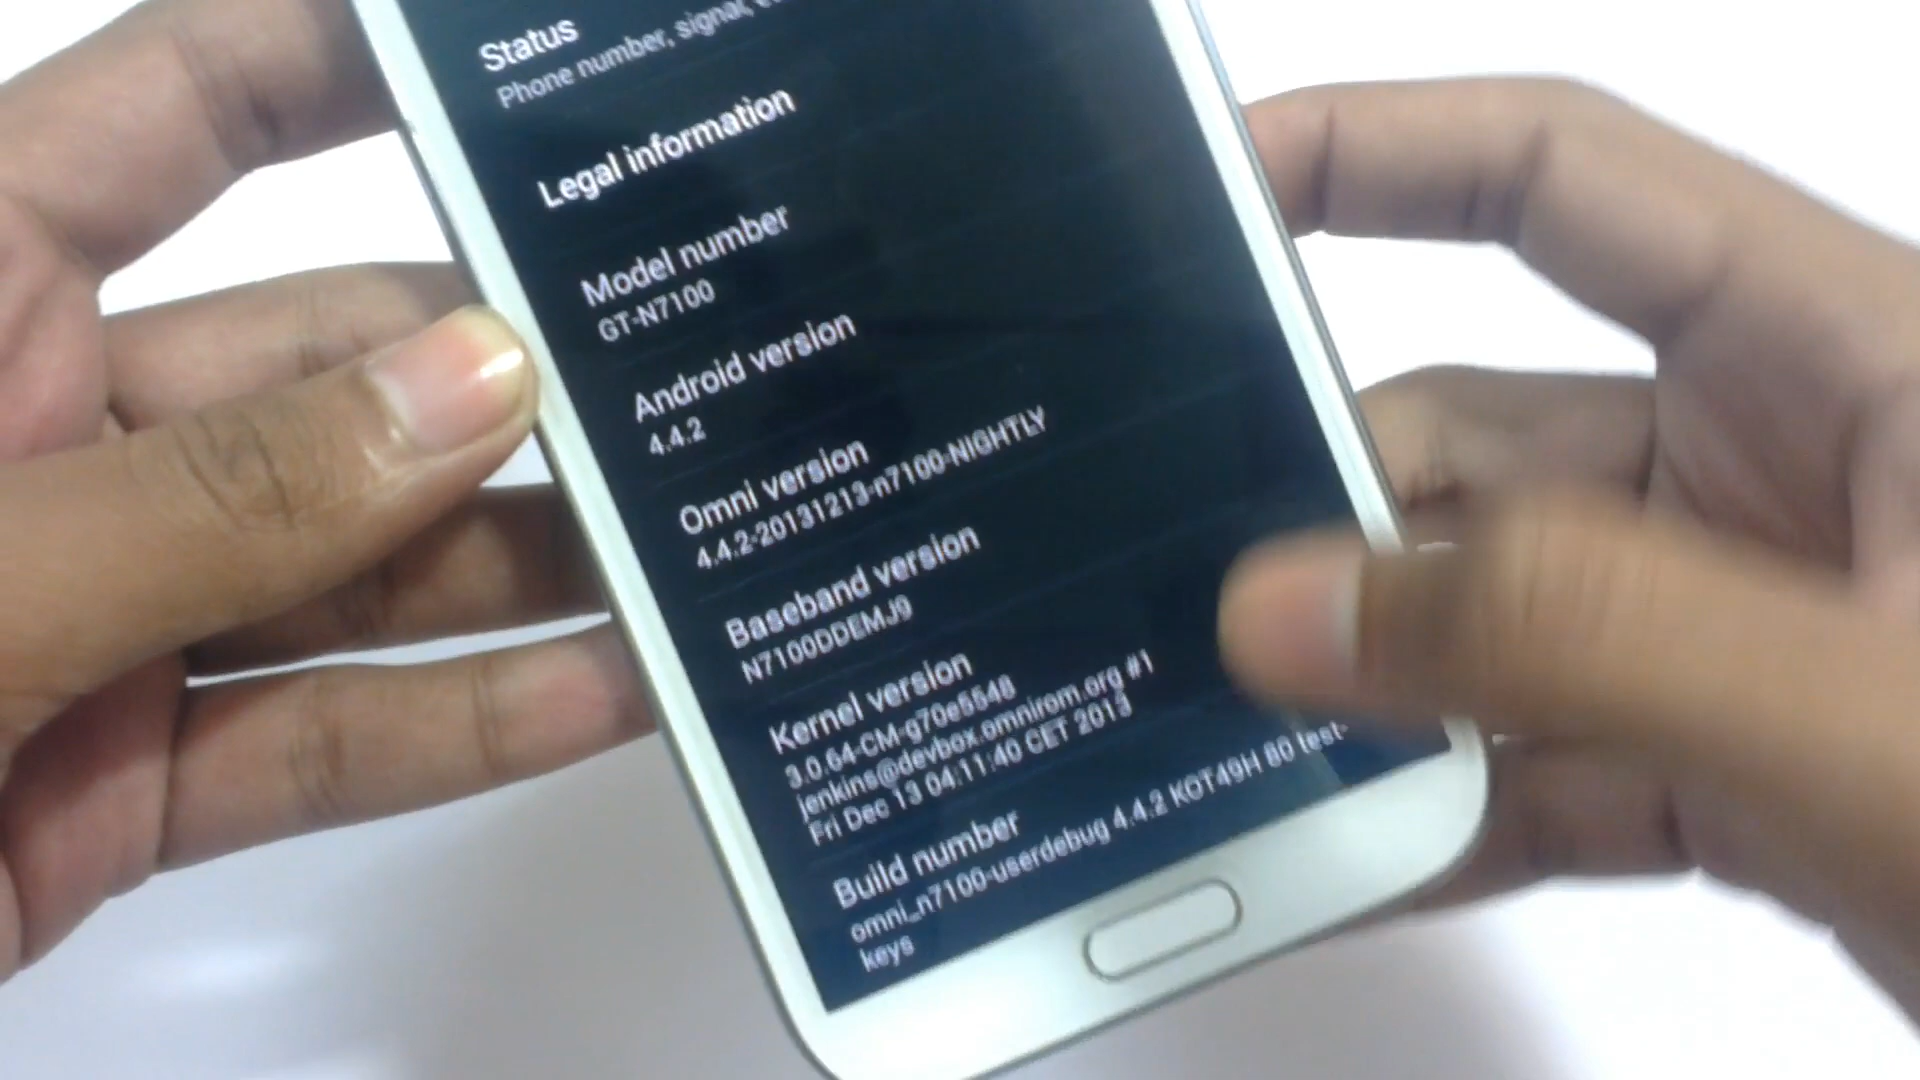 Status
Phone number, signal,
Legal information
Model number
GT-N7100
Android version
4.4.2
Omni version
4.4.2-20131213-n7100-NIGHTLY
Baseband version
N7100DDEMJ9
Kernel version
3.0.64-CM-g70e5548
jenkins@devbox.omnirom.org #1
Fri Dec 13 04:11:40 CET 2013
Build number
omni_n7100-userdebug 4.4.2 KOT49H 80 test-
keys